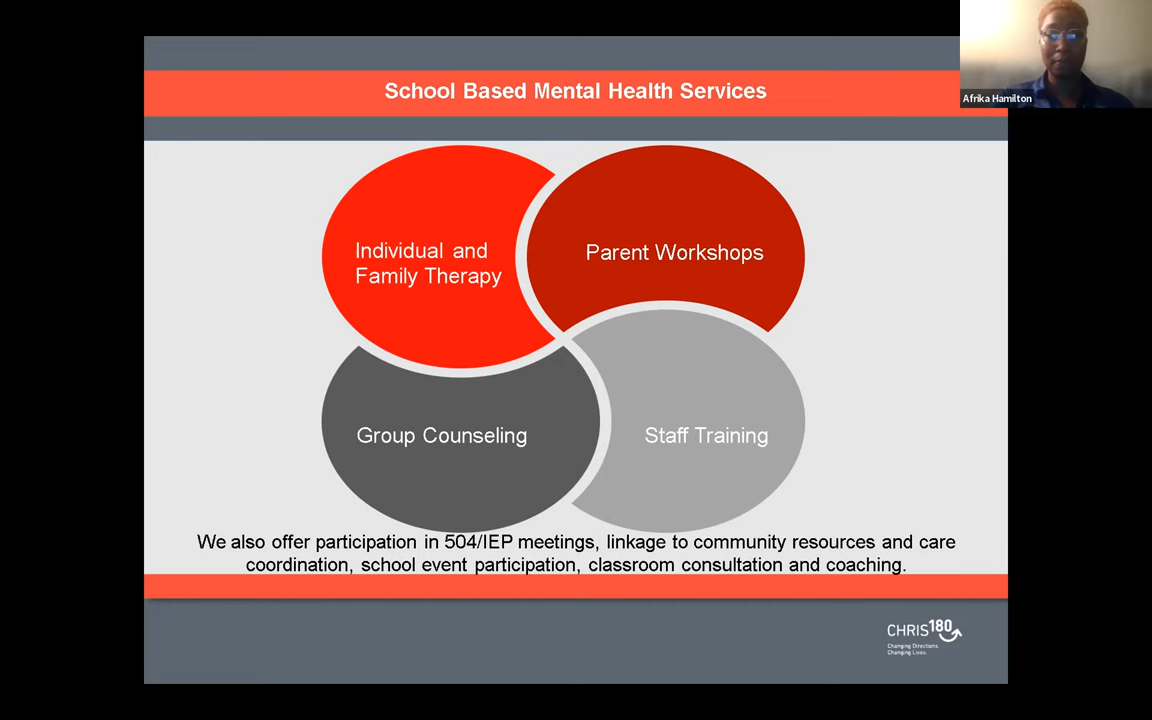 School Based Mental Health Services
Afrika Hamilton
Individual and
Family Therapy
Parent Workshops
Group Counseling
Staff Training
We also offer participation in 504/IEP meetings, linkage to community resources and care
coordination, school event participation, classroom consultation and coaching.
CHRIS180
Changing Directions.
Changing Lives.